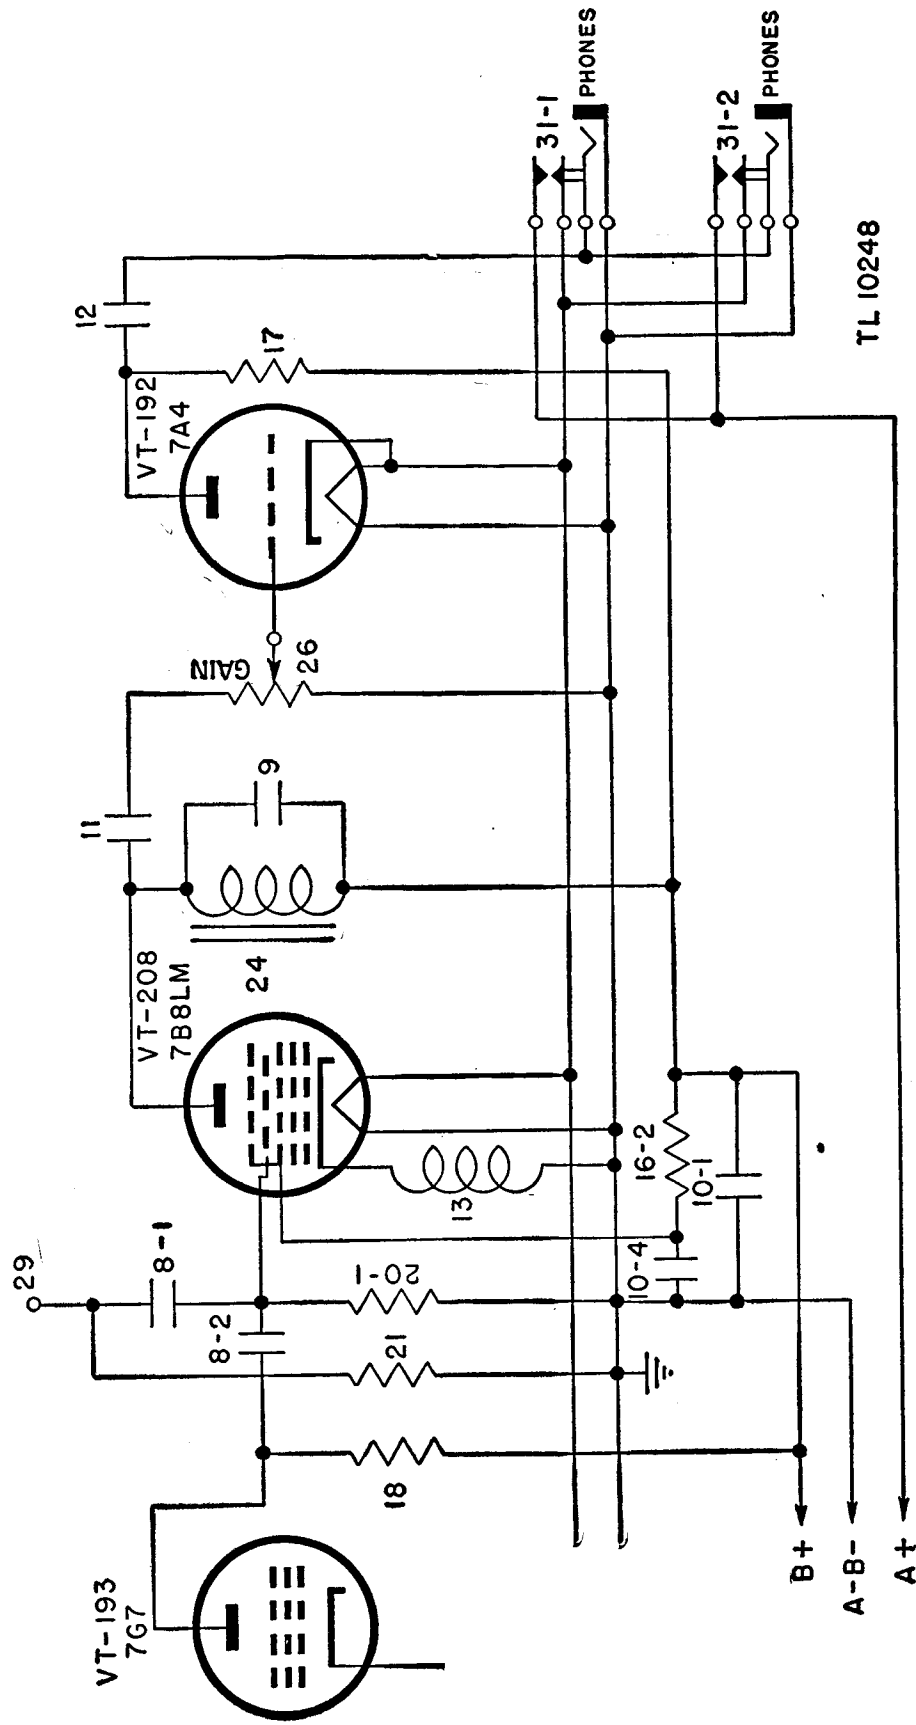 VT-193
7G7
29
8-1
8-2
18
21
20-1
VT-208
7B8LM
13
24
11
9
16-2
10-1
10-4
GAIN
26
VT-192
7A4
12
17
31-1
PHONES
31-2
PHONES
B+
A-B-
A+
TL 10248